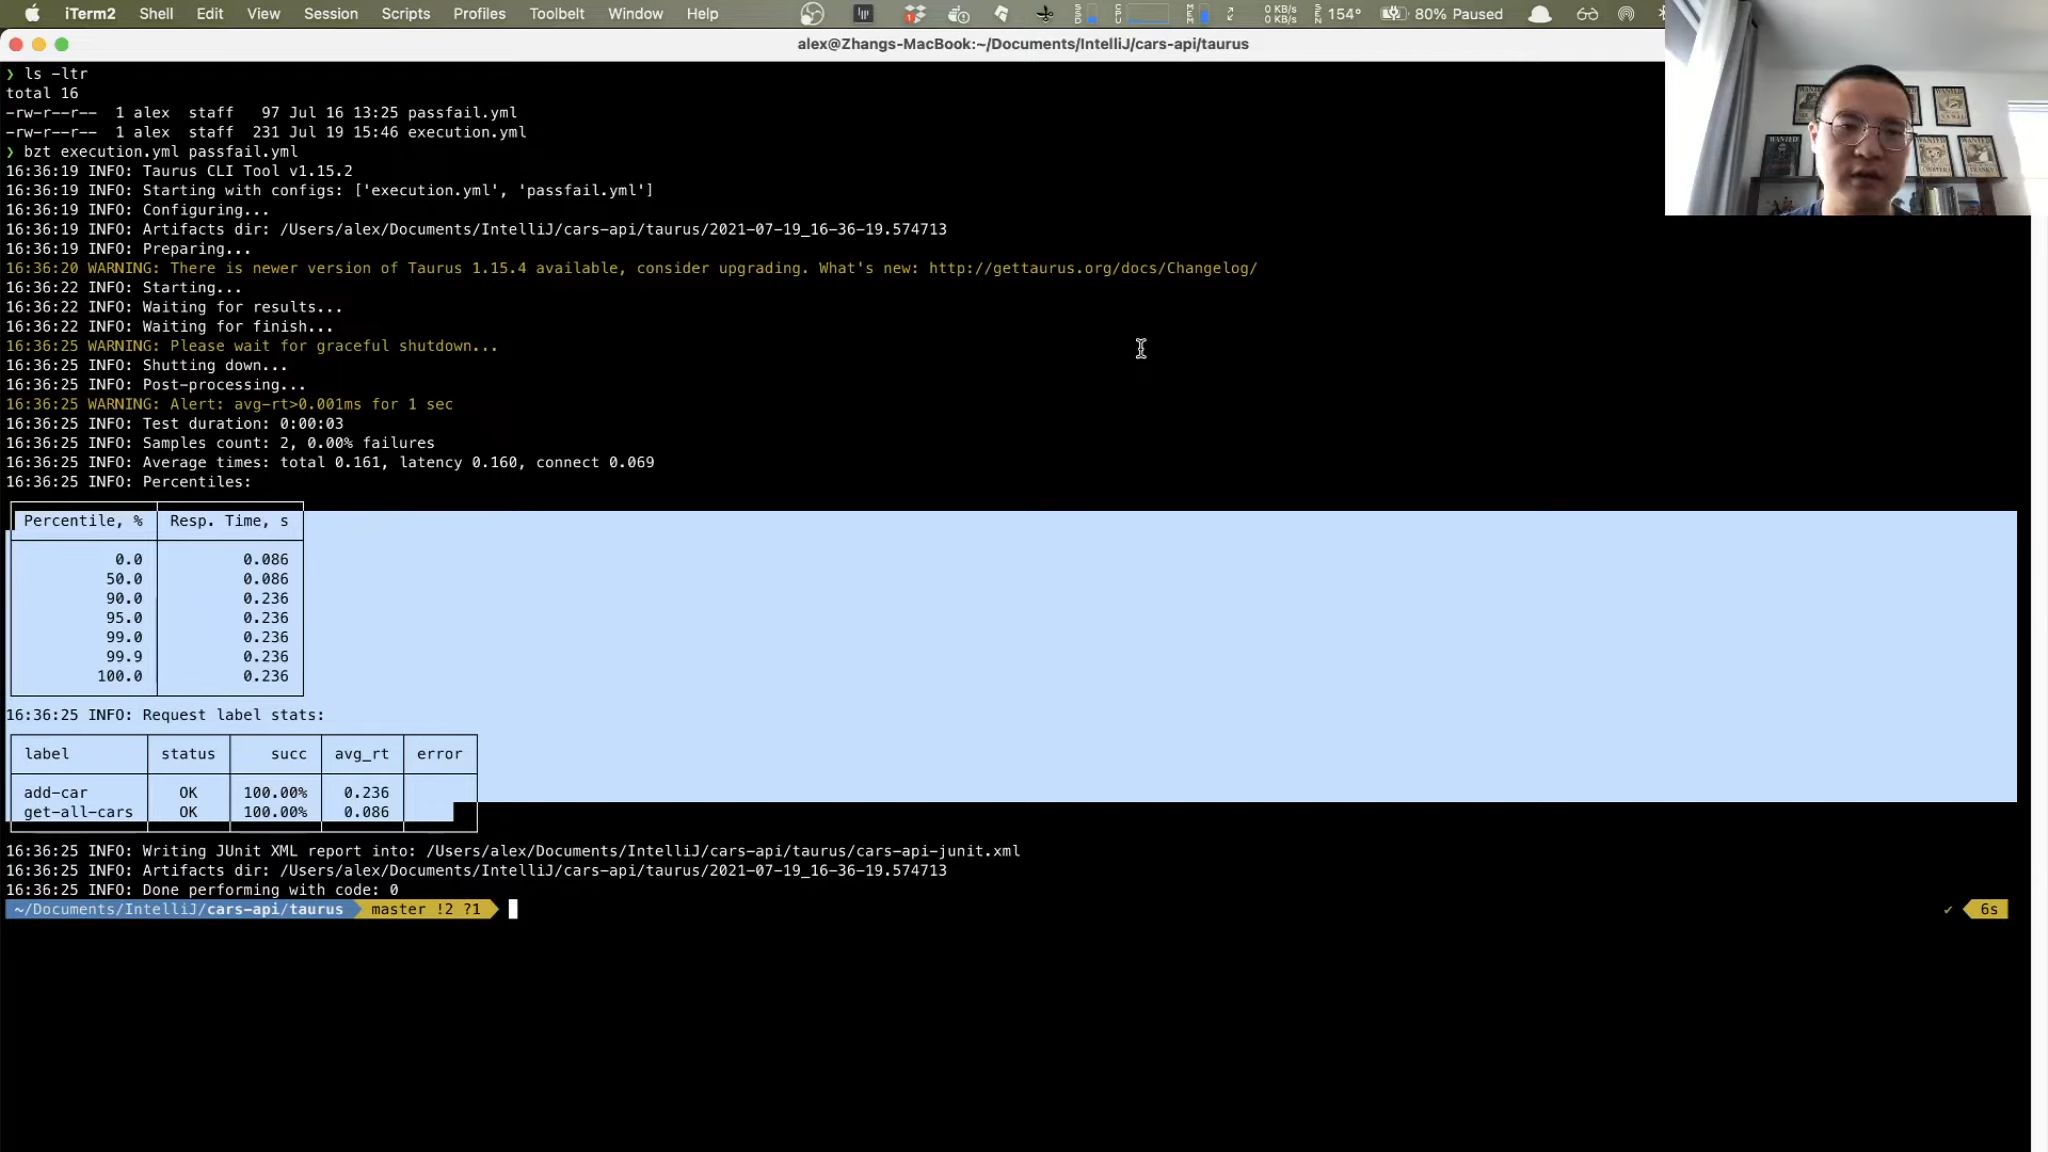 iTerm2 Shell Edit View Session Scripts Profiles Toolbelt Window Help 0 KB/s 0 KB/s 154° 80% Paused
alex@Zhangs-MacBook:~/Documents/IntelliJ/cars-api/taurus
❯ ls -ltr
total 16
-rw-r--r-- 1 alex staff 97 Jul 16 13:25 passfail.yml
-rw-r--r-- 1 alex staff 231 Jul 19 15:46 execution.yml
❯ bzt execution.yml passfail.yml
16:36:19 INFO: Taurus CLI Tool v1.15.2
16:36:19 INFO: Starting with configs: ['execution.yml', 'passfail.yml']
16:36:19 INFO: Configuring...
16:36:19 INFO: Artifacts dir: /Users/alex/Documents/IntelliJ/cars-api/taurus/2021-07-19_16-36-19.574713
16:36:19 INFO: Preparing...
16:36:20 WARNING: There is newer version of Taurus 1.15.4 available, consider upgrading. What's new: http://gettaurus.org/docs/Changelog/
16:36:22 INFO: Starting...
16:36:22 INFO: Waiting for results...
16:36:22 INFO: Waiting for finish...
16:36:25 WARNING: Please wait for graceful shutdown...
16:36:25 INFO: Shutting down...
16:36:25 INFO: Post-processing...
16:36:25 WARNING: Alert: avg-rt>0.001ms for 1 sec
16:36:25 INFO: Test duration: 0:00:03
16:36:25 INFO: Samples count: 2, 0.00% failures
16:36:25 INFO: Average times: total 0.161, latency 0.160, connect 0.069
16:36:25 INFO: Percentiles:
Percentile, % Resp. Time, s
0.0 0.086
50.0 0.086
90.0 0.236
95.0 0.236
99.0 0.236
99.9 0.236
100.0 0.236
16:36:25 INFO: Request label stats:
label status succ avg_rt error
add-car OK 100.00% 0.236
get-all-cars OK 100.00% 0.086
16:36:25 INFO: Writing JUnit XML report into: /Users/alex/Documents/IntelliJ/cars-api/taurus/cars-api-junit.xml
16:36:25 INFO: Artifacts dir: /Users/alex/Documents/IntelliJ/cars-api/taurus/2021-07-19_16-36-19.574713
16:36:25 INFO: Done performing with code: 0
~/Documents/IntelliJ/cars-api/taurus master !2 ?1 ✔ 6s